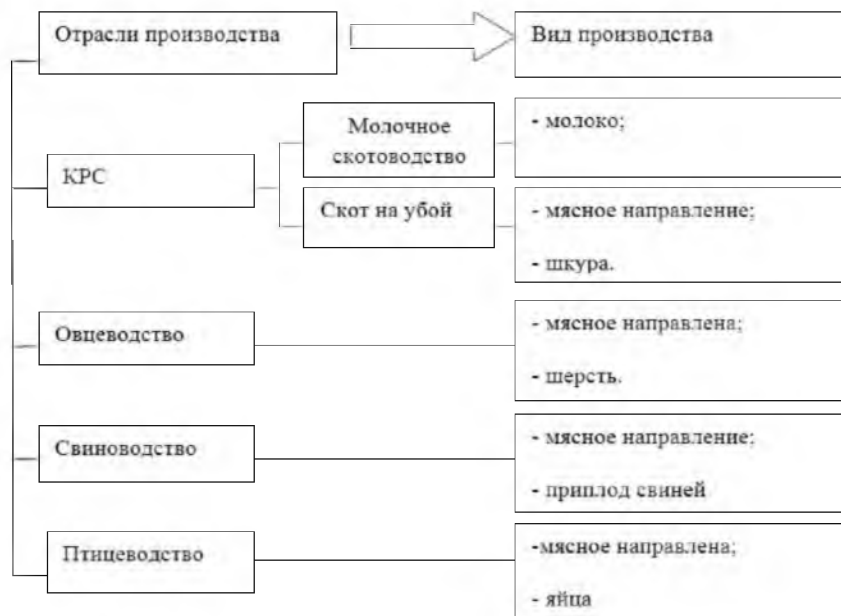 Отрасли производства
Вид производства
КРС
Молочное
скотоводство
- молоко;
Скот на убой
- мясное направление;
- шкура.
Овцеводство
- мясное направлена;
- шерсть.
Свиноводство
- мясное направление;
- приплод свиней
Птицеводство
-мясное направлена;
- яйца